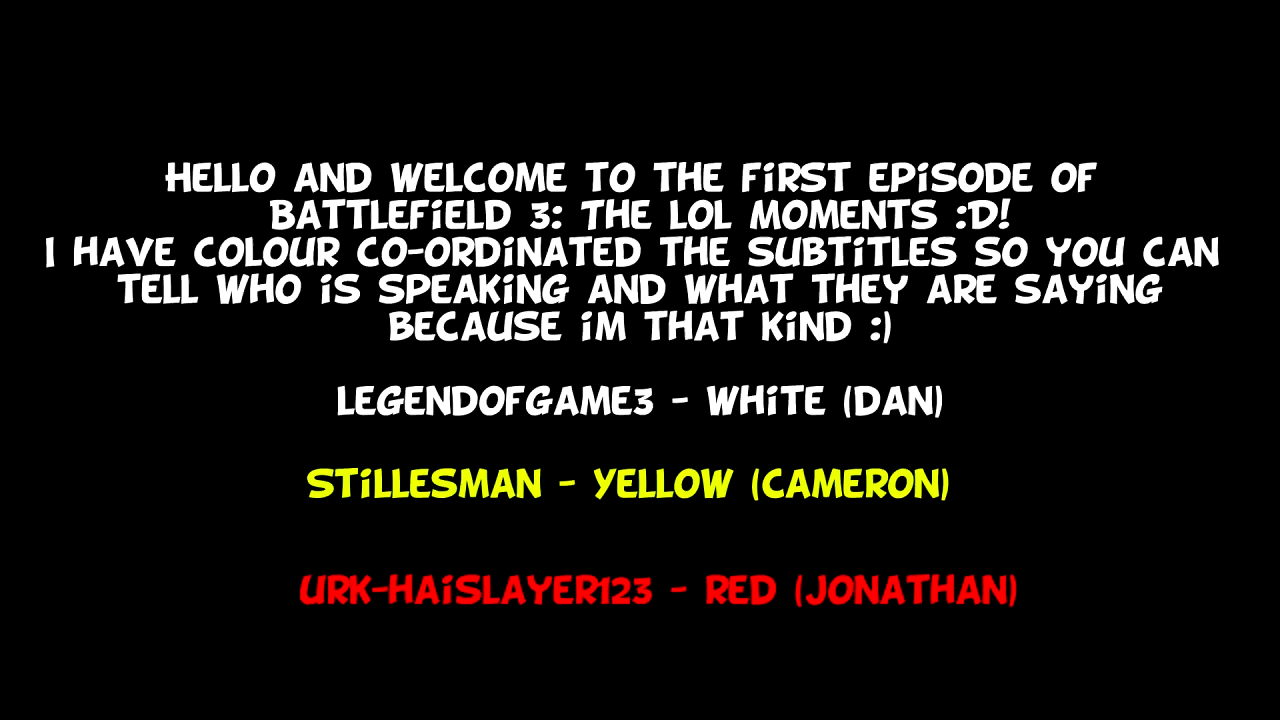 HELLO AND WELCOME TO THE FiRST EPiSODE OF
BATTLEFiELD 3: THE LOL MOMENTS :D!
I HAVE COLOUR CO-ORDiNATED THE SUBTiTLES SO YOU CAN
TELL WHO iS SPEAKiNG AND WHAT THEY ARE SAYiNG
BECAUSE iM THAT KiND :)
LEGENDOFGAME3 - WHiTE (DAN)
STiLLESMAN - YELLOW (CAMERON)
URK-HAiSLAYER123 - RED (JONATHAN)